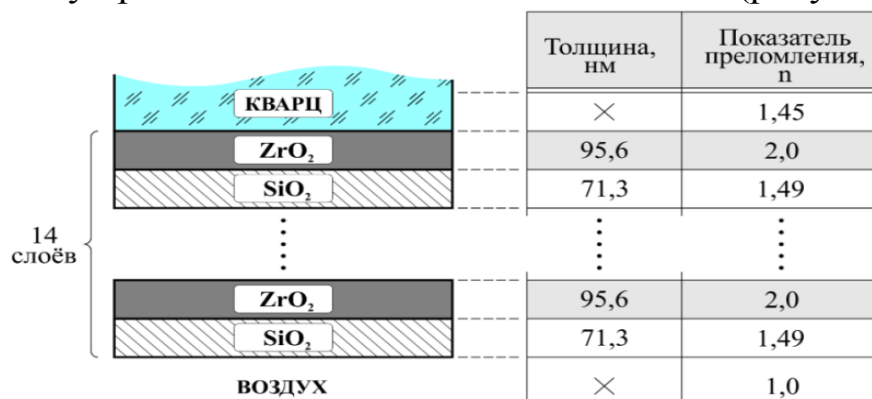 Толщина, нм
Показатель преломления, n
КВАРЦ
×
1,45
ZrO₂
95,6
2,0
SiO₂
71,3
1,49
14 слоёв
ZrO₂
95,6
2,0
SiO₂
71,3
1,49
ВОЗДУХ
×
1,0